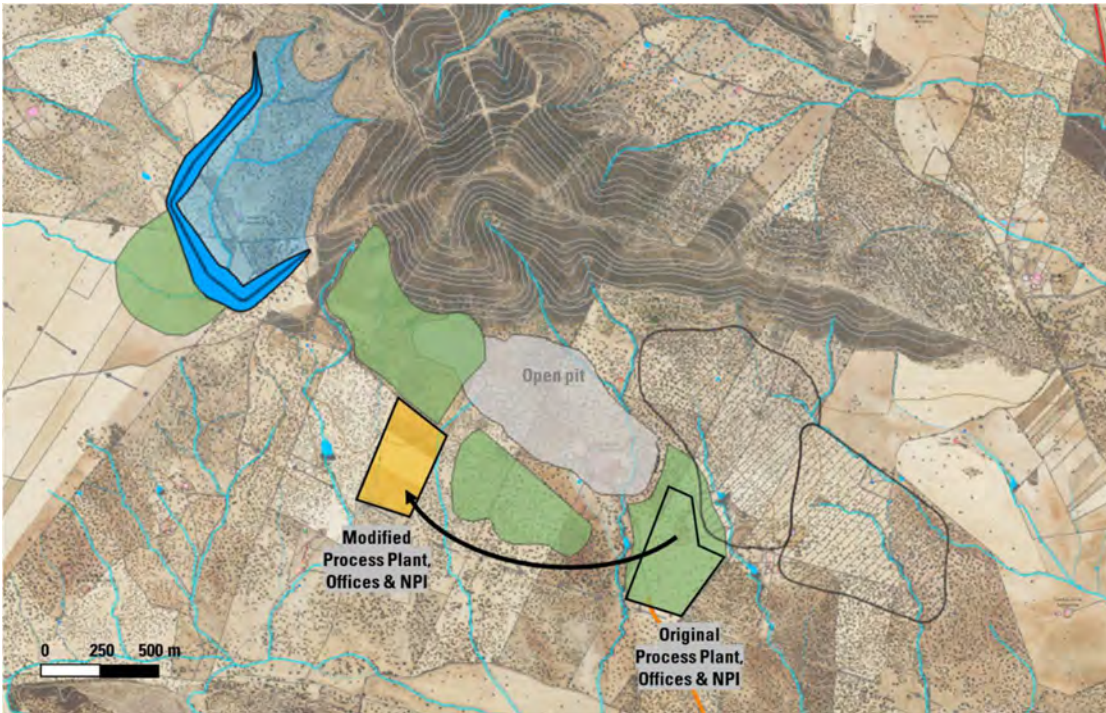 Open pit
Modified
Process Plant,
Offices & NPI
Original
Process Plant,
Offices & NPI
0 250 500 m